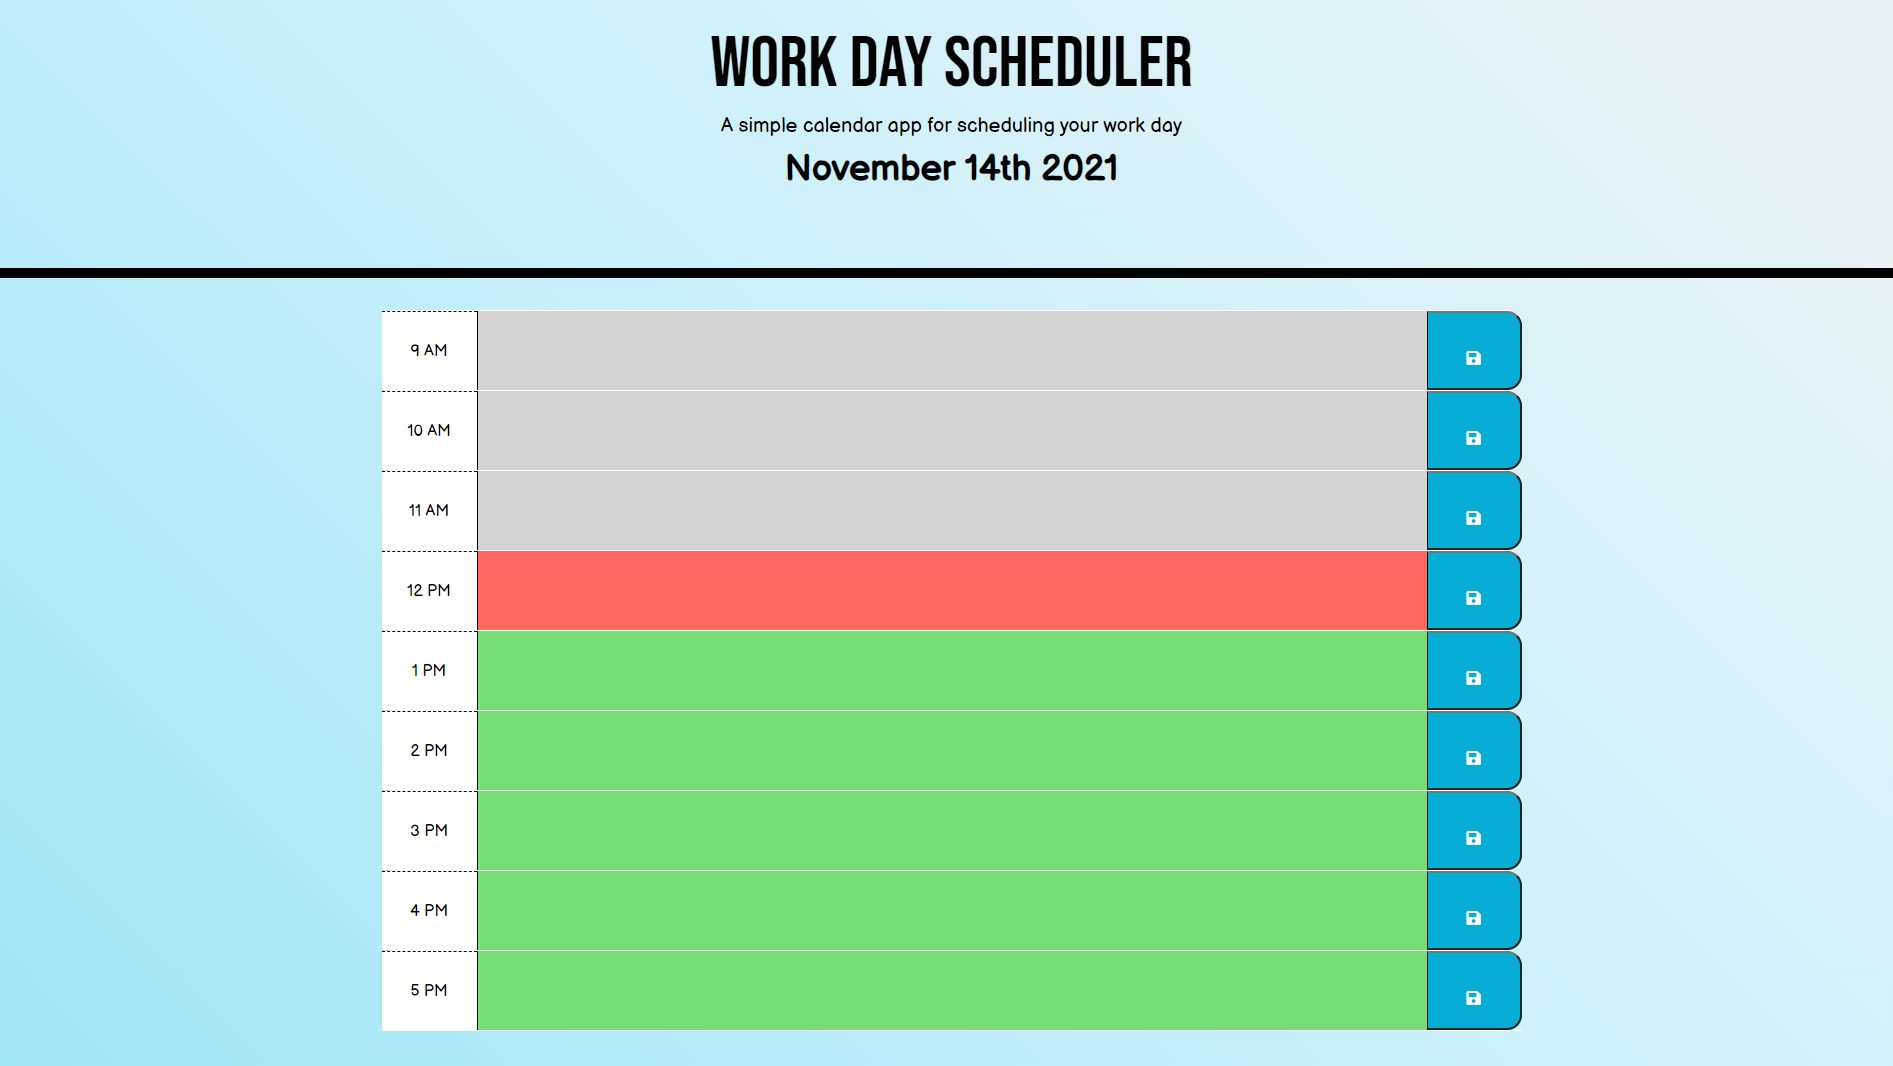 WORK DAY SCHEDULER
A simple calendar app for scheduling your work day
November 14th 2021
9 AM
10 AM
11 AM
12 PM
1 PM
2 PM
3 PM
4 PM
5 PM